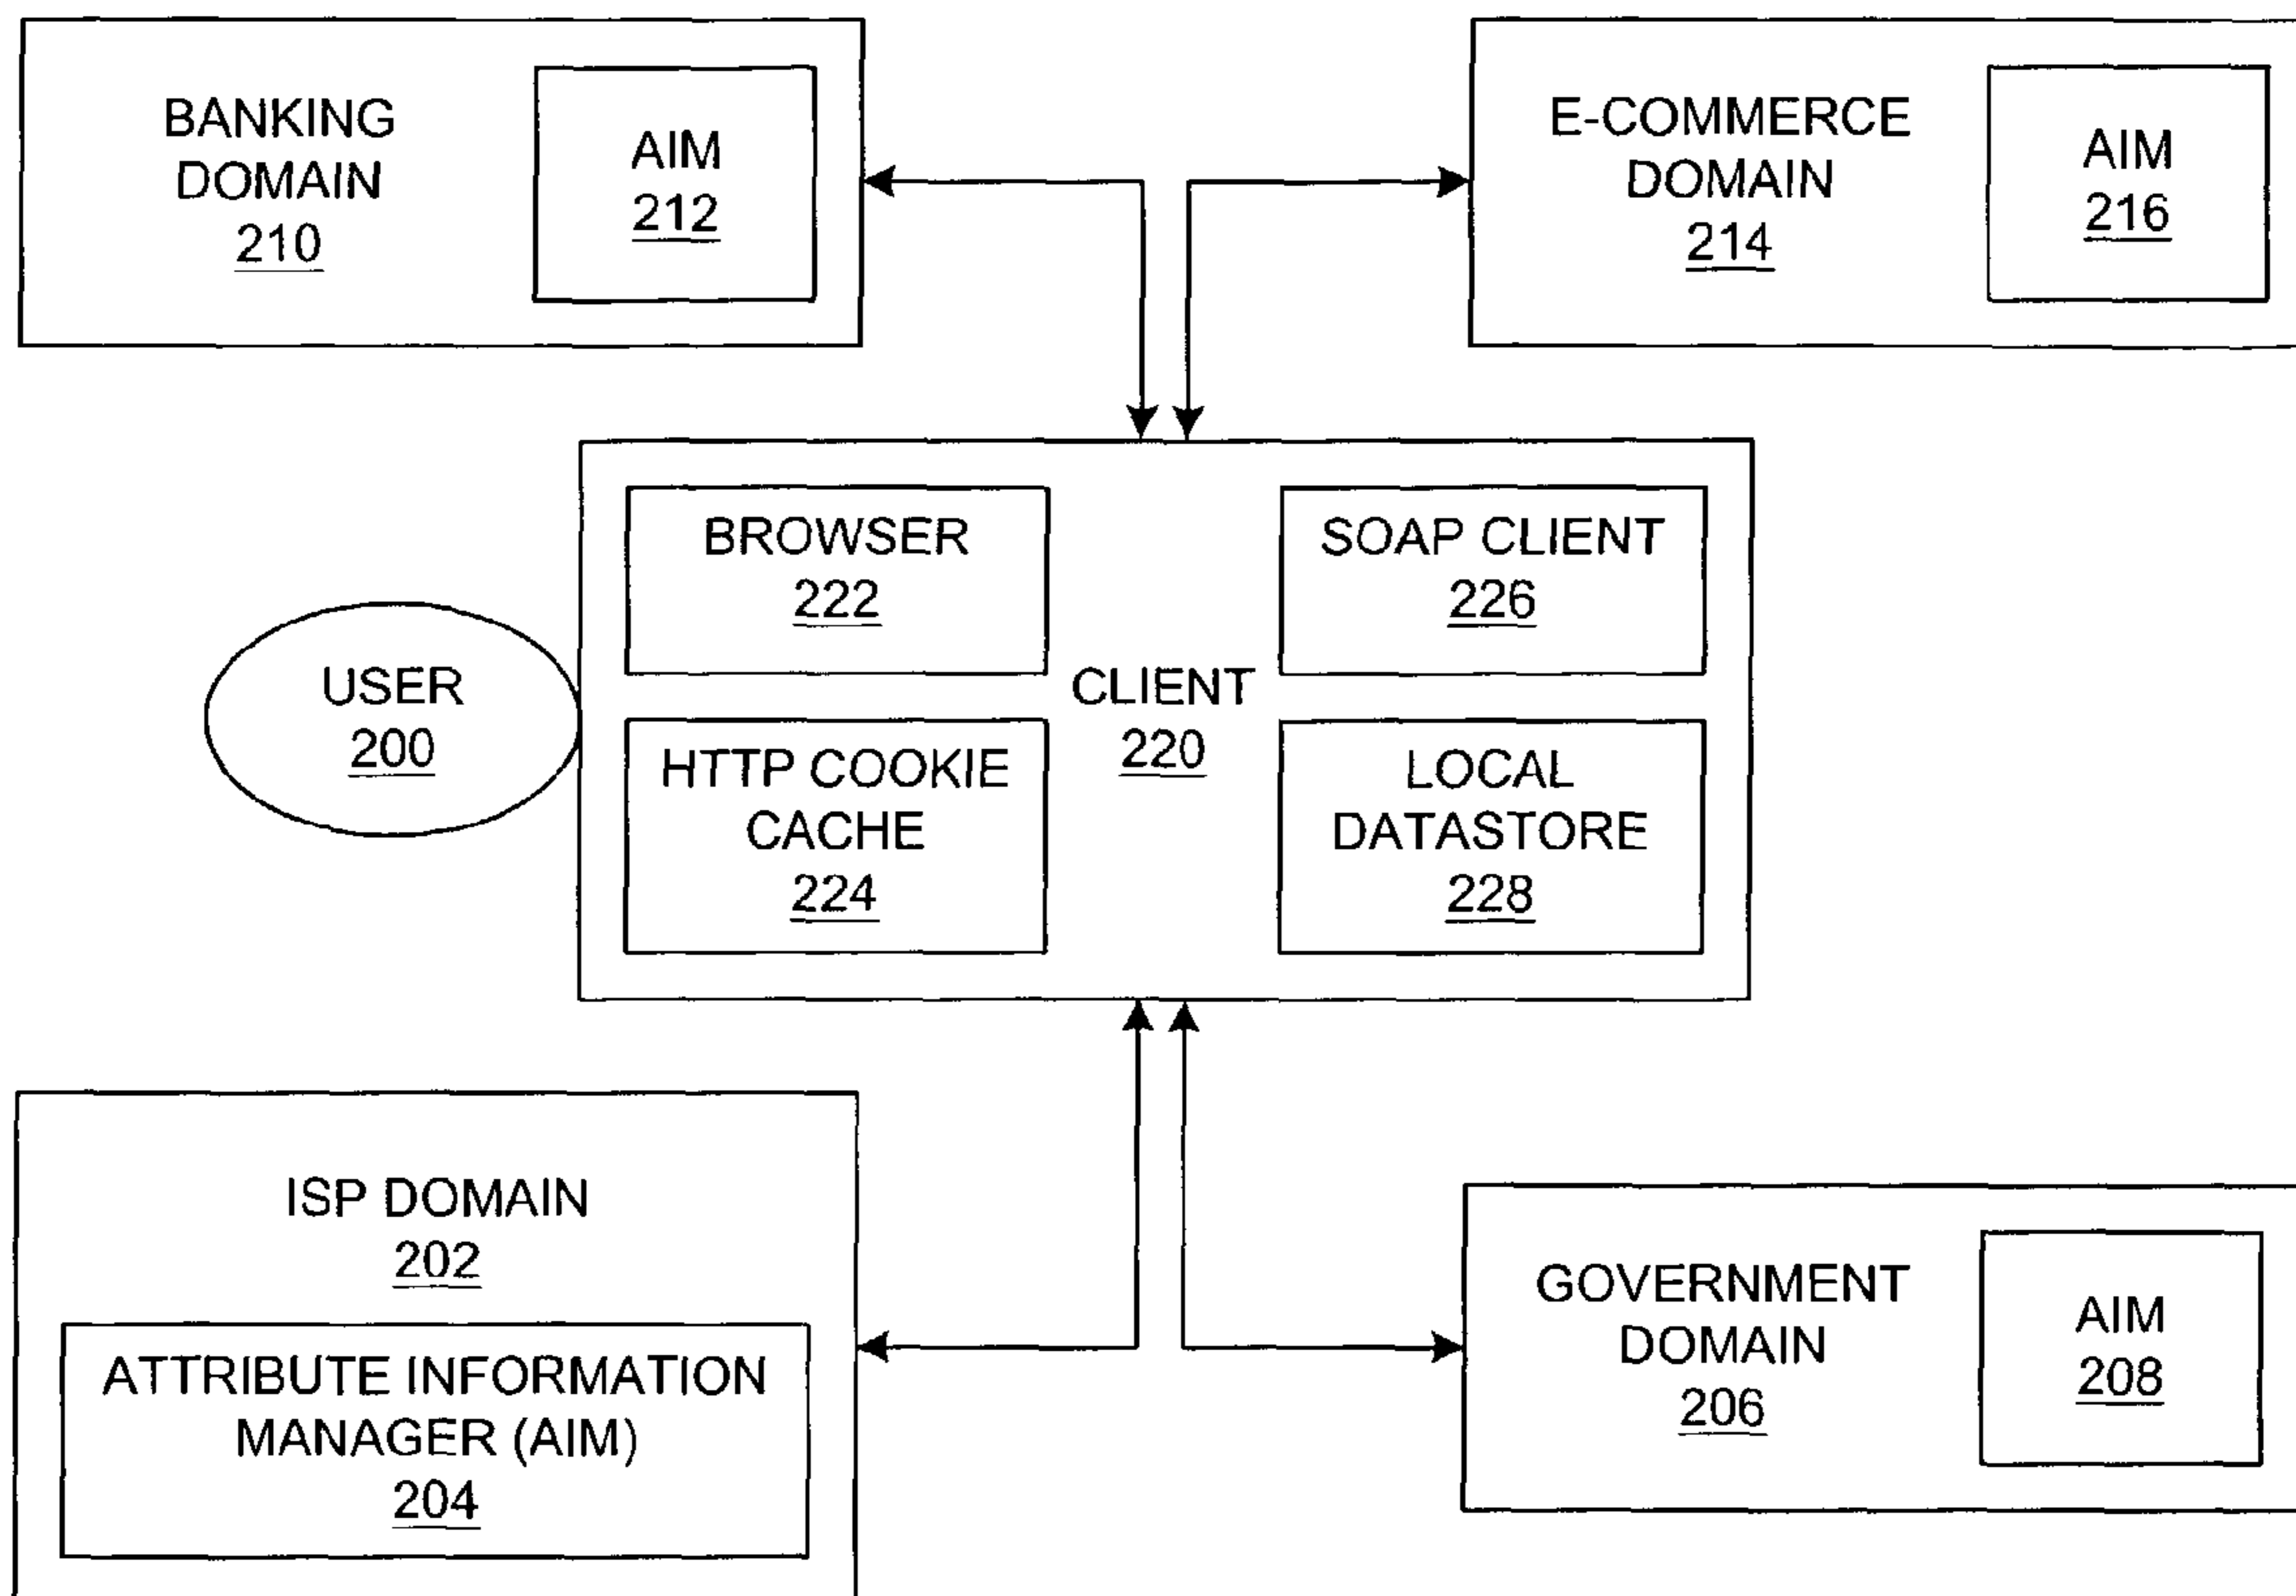 BANKING
DOMAIN
210
AIM
212
E-COMMERCE
DOMAIN
214
AIM
216
BROWSER
222
SOAP CLIENT
226
USER
200
CLIENT
220
HTTP COOKIE
CACHE
224
LOCAL
DATASTORE
228
ISP DOMAIN
202
ATTRIBUTE INFORMATION
MANAGER (AIM)
204
GOVERNMENT
DOMAIN
206
AIM
208